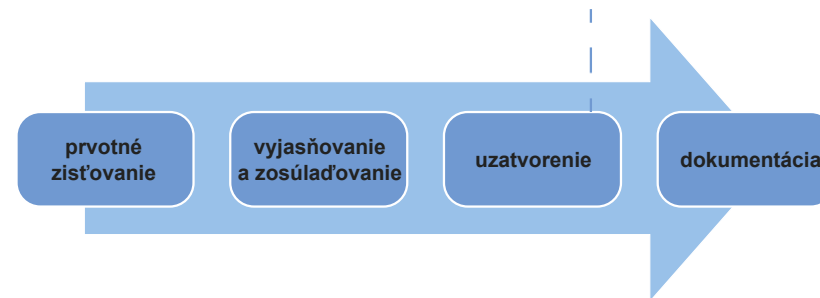 prvotné
zisťovanie
vyjasňovanie
a zosúlaďovanie
uzatvorenie
dokumentácia